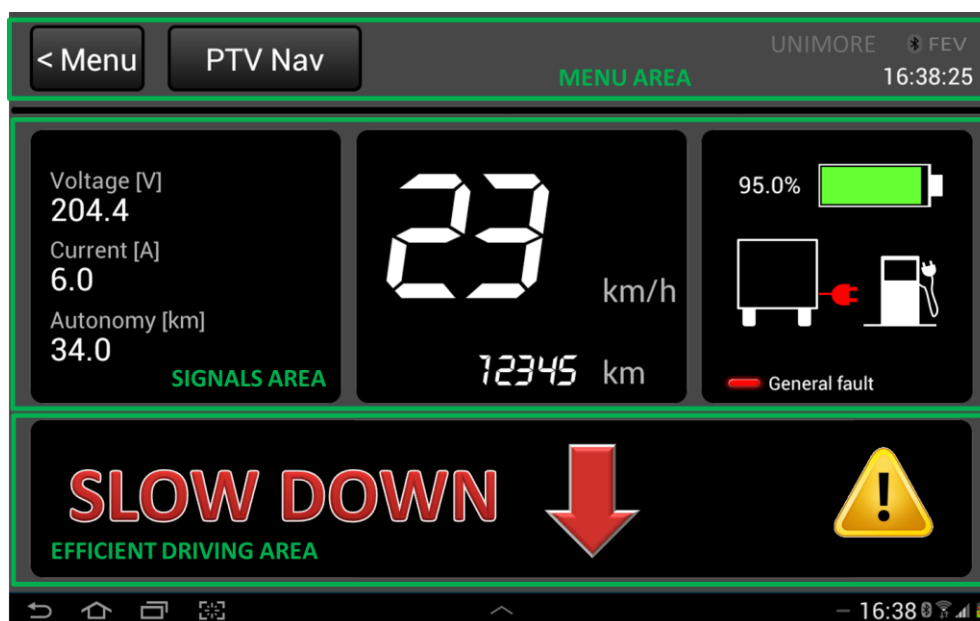 < Menu
PTV Nav
MENU AREA
UNIMORE
FEV
16:38:25
Voltage [V]
204.4
Current [A]
6.0
Autonomy [km]
34.0
SIGNALS AREA
23
km/h
12345 km
95.0%
General fault
SLOW DOWN
!
EFFICIENT DRIVING AREA
16:38